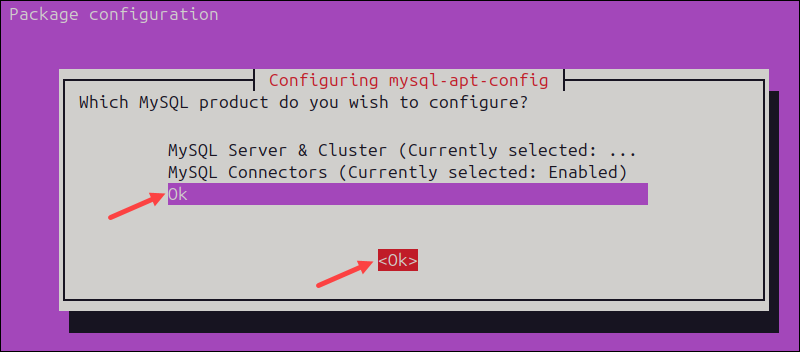 Package configuration
Configuring mysql-apt-config
Which MySQL product do you wish to configure?
MySQL Server & Cluster (Currently selected: ...
MySQL Connectors (Currently selected: Enabled)
Ok
<Ok>